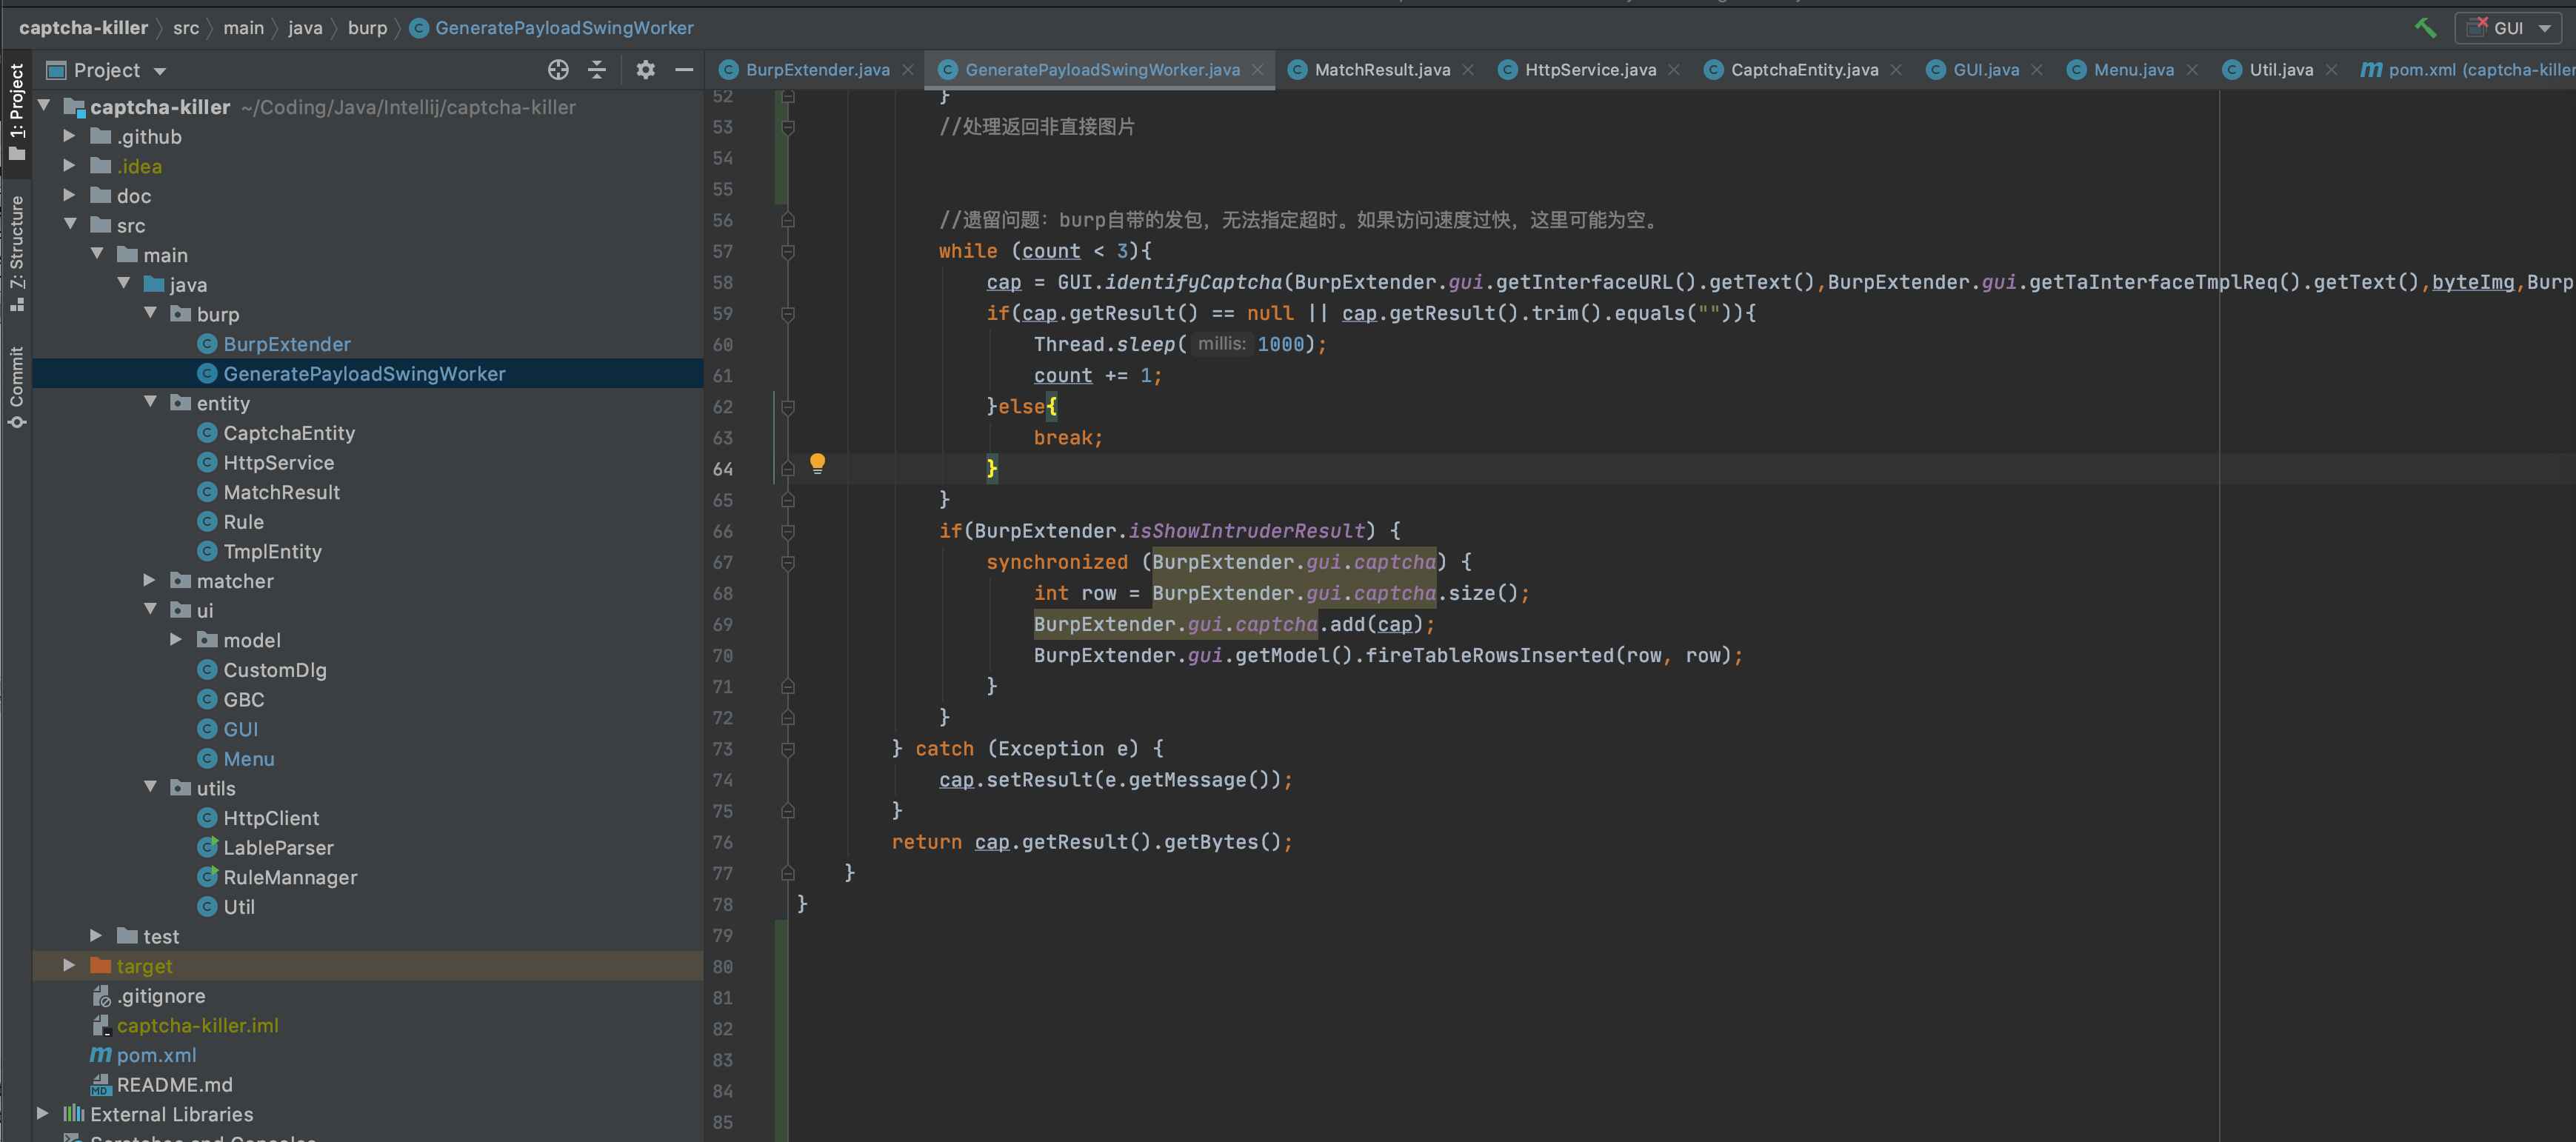 captcha-killer src main java burp GeneratePayloadSwingWorker
GUI
1: Project
Z: Structure
Commit
Project
BurpExtender.java GeneratePayloadSwingWorker.java MatchResult.java HttpService.java CaptchaEntity.java GUI.java Menu.java Util.java pom.xml (captcha-killer
captcha-killer ~/Coding/Java/Intellij/captcha-killer
.github
.idea
doc
src
main
java
burp
BurpExtender
GeneratePayloadSwingWorker
entity
CaptchaEntity
HttpService
MatchResult
Rule
TmplEntity
matcher
ui
model
CustomDlg
GBC
GUI
Menu
utils
HttpClient
LableParser
RuleMannager
Util
test
target
.gitignore
captcha-killer.iml
pom.xml
README.md
External Libraries
Scratches and Consoles
52 }
53 //处理返回非直接图片
54
55
56 //遗留问题：burp自带的发包，无法指定超时。如果访问速度过快，这里可能为空。
57 while (count < 3){
58 cap = GUI.identifyCaptcha(BurpExtender.gui.getInterfaceURL().getText(),BurpExtender.gui.getTaInterfaceTmplReq().getText(),byteImg,Burp
59 if(cap.getResult() == null || cap.getResult().trim().equals("")){
60 Thread.sleep( millis: 1000);
61 count += 1;
62 }else{
63 break;
64 }
65 }
66 if(BurpExtender.isShowIntruderResult) {
67 synchronized (BurpExtender.gui.captcha) {
68 int row = BurpExtender.gui.captcha.size();
69 BurpExtender.gui.captcha.add(cap);
70 BurpExtender.gui.getModel().fireTableRowsInserted(row, row);
71 }
72 }
73 } catch (Exception e) {
74 cap.setResult(e.getMessage());
75 }
76 return cap.getResult().getBytes();
77 }
78 }
79
80
81
82
83
84
85